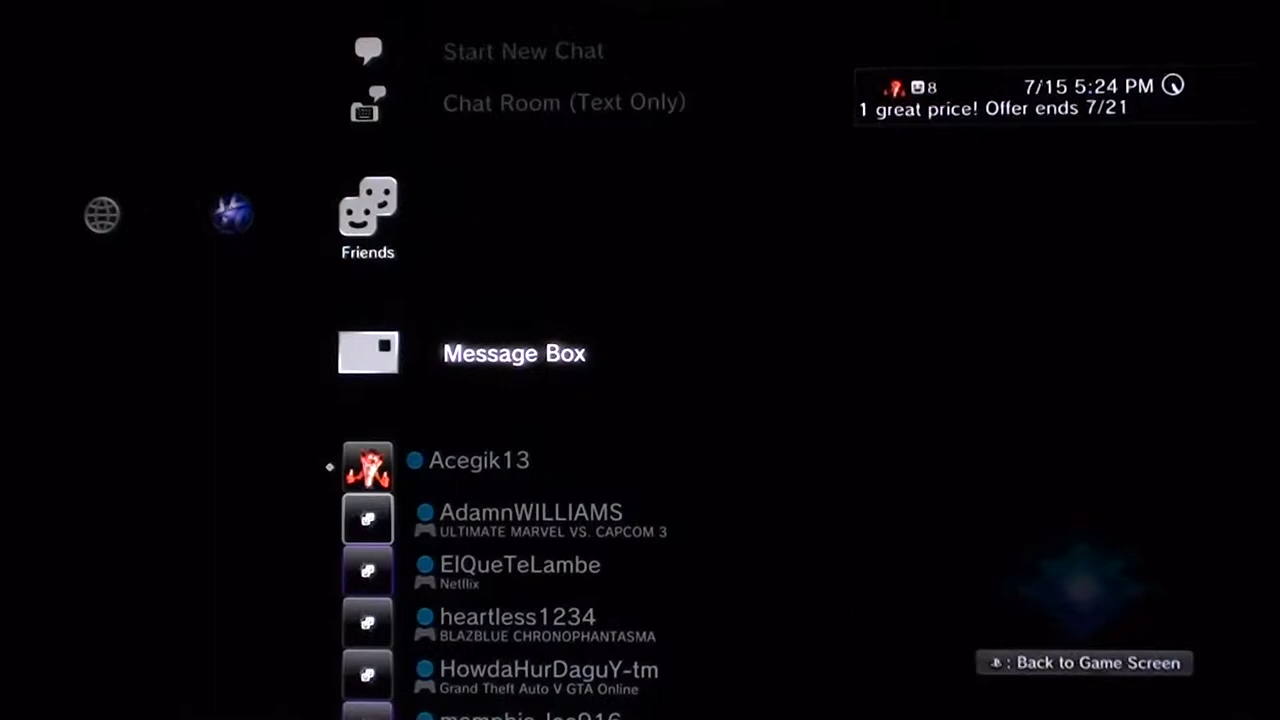 Start New Chat
Chat Room (Text Only)
8 7/15 5:24 PM
1 great price! Offer ends 7/21
Friends
Message Box
Acegik13
AdamnWILLIAMS
ULTIMATE MARVEL VS. CAPCOM 3
ElQueTeLambe
Netflix
heartless1234
BLAZBLUE CHRONOPHANTASMA
HowdaHurDaguY-tm
Grand Theft Auto V GTA Online
: Back to Game Screen